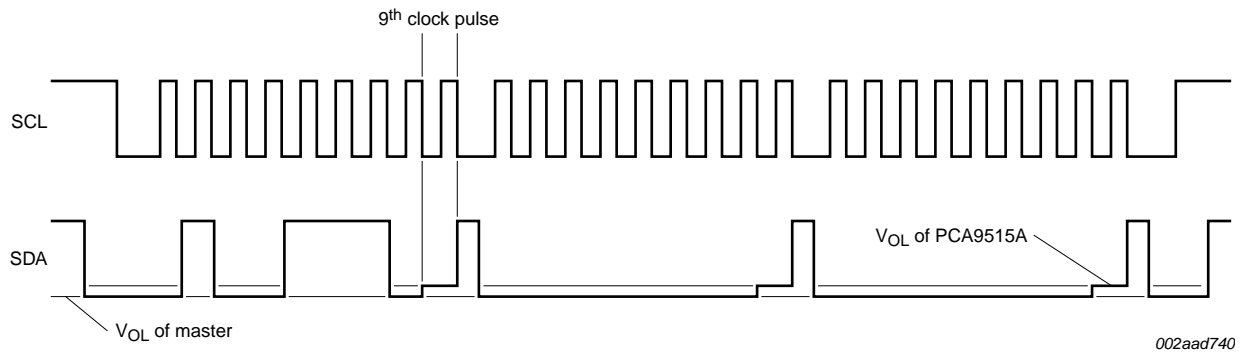 9th clock pulse
SCL
SDA
VOL of PCA9515A
VOL of master
002aad740